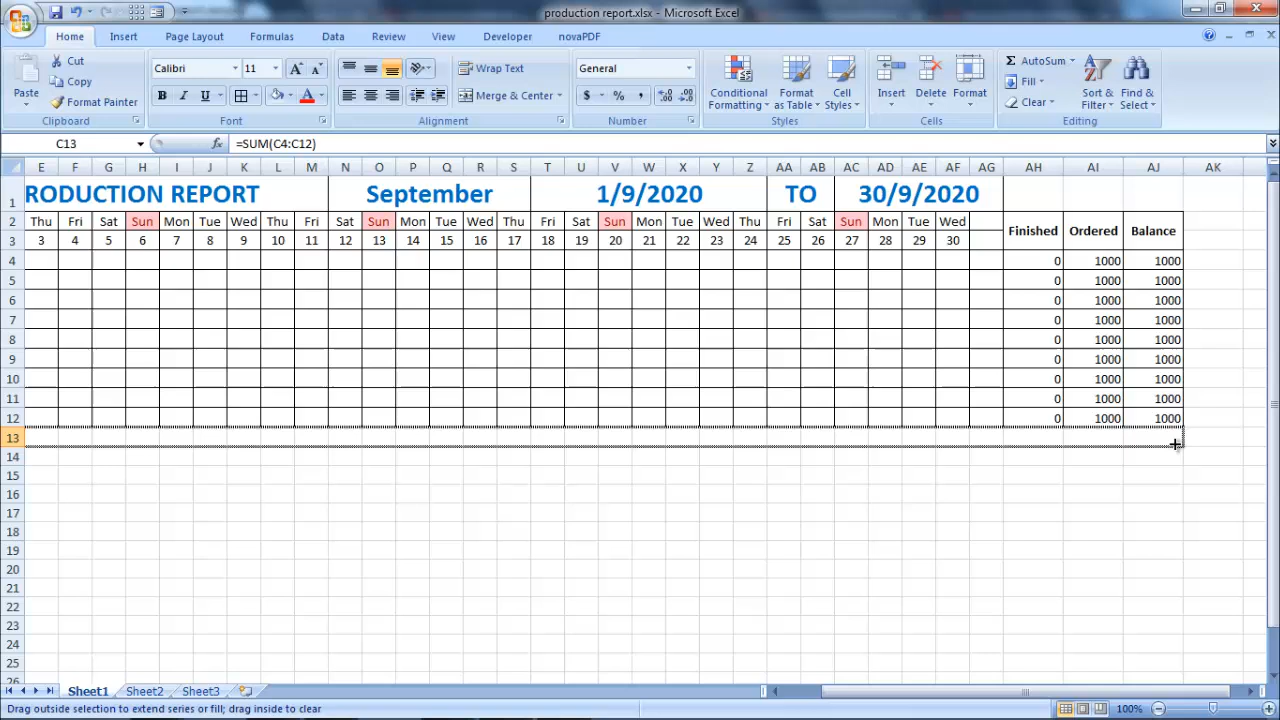 production report.xlsx - Microsoft Excel
Home Insert Page Layout Formulas Data Review View Developer novaPDF
Paste Cut Copy Format Painter Clipboard
Calibri 11 A A B I U A Font
Wrap Text Merge & Center Alignment
General $ % , .0 .00 .00 .0 Number
Conditional Formatting Format as Table Cell Styles Styles
Insert Delete Format Cells
Σ AutoSum Fill Clear Sort & Filter Find & Select Editing
C13 fx =SUM(C4:C12)
E F G H I J K L M N O P Q R S T U V W X Y Z AA AB AC AD AE AF AG AH AI AJ AK
1 RODUCTION REPORT September 1/9/2020 TO 30/9/2020
2 Thu Fri Sat Sun Mon Tue Wed Thu Fri Sat Sun Mon Tue Wed Thu Fri Sat Sun Mon Tue Wed Thu Fri Sat Sun Mon Tue Wed
Finished Ordered Balance
3 3 4 5 6 7 8 9 10 11 12 13 14 15 16 17 18 19 20 21 22 23 24 25 26 27 28 29 30
4 0 1000 1000
5 0 1000 1000
6 0 1000 1000
7 0 1000 1000
8 0 1000 1000
9 0 1000 1000
10 0 1000 1000
11 0 1000 1000
12 0 1000 1000
13
14
15
16
17
18
19
20
21
22
23
24
25
26
Sheet1 Sheet2 Sheet3
Drag outside selection to extend series or fill; drag inside to clear 100%